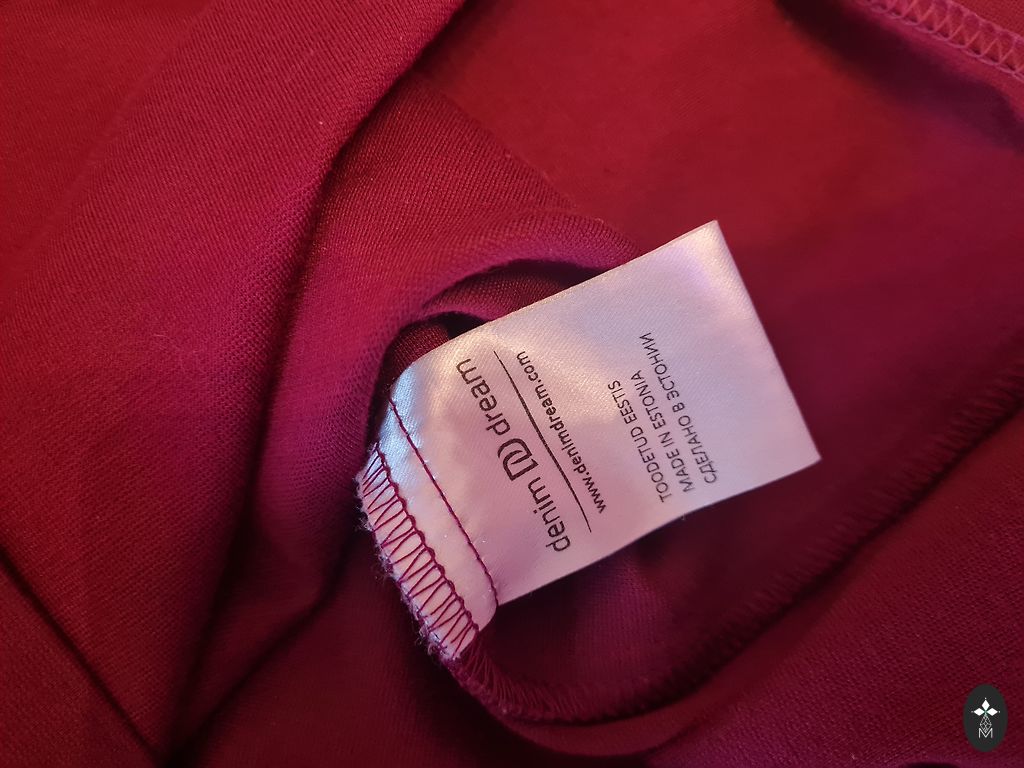 denim dream
www.denimdream.com
TOODETUD EESTIS
MADE IN ESTONIA
СДЕЛАНО В ЭСТОНИИ
M